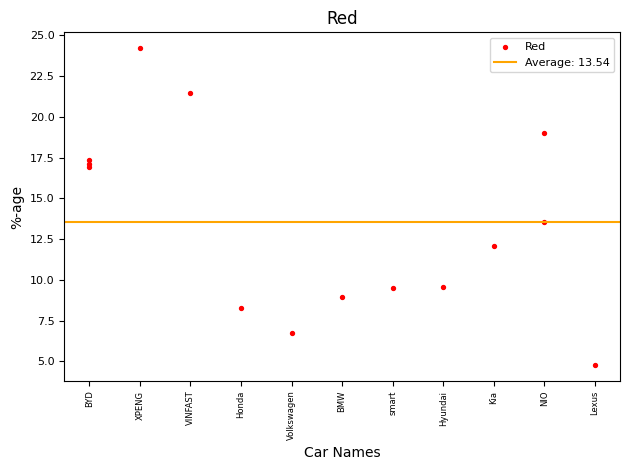 Red
25.0
22.5
20.0
17.5
15.0
12.5
10.0
7.5
5.0
%-age
Red
Average: 13.54
BYD
XPENG
VINFAST
Honda
Volkswagen
BMW
smart
Hyundai
Kia
NIO
Lexus
Car Names